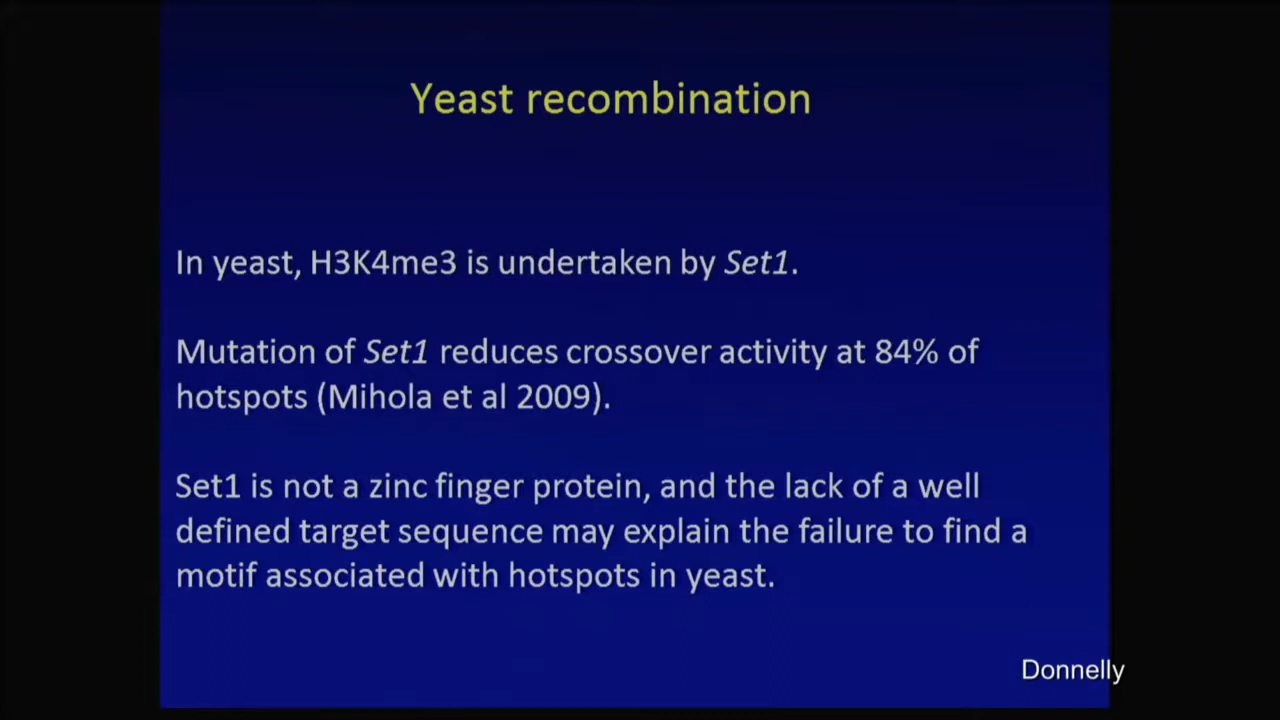 Yeast recombination
In yeast, H3K4me3 is undertaken by Set1.
Mutation of Set1 reduces crossover activity at 84% of
hotspots (Mihola et al 2009).
Set1 is not a zinc finger protein, and the lack of a well
defined target sequence may explain the failure to find a
motif associated with hotspots in yeast.
Donnelly